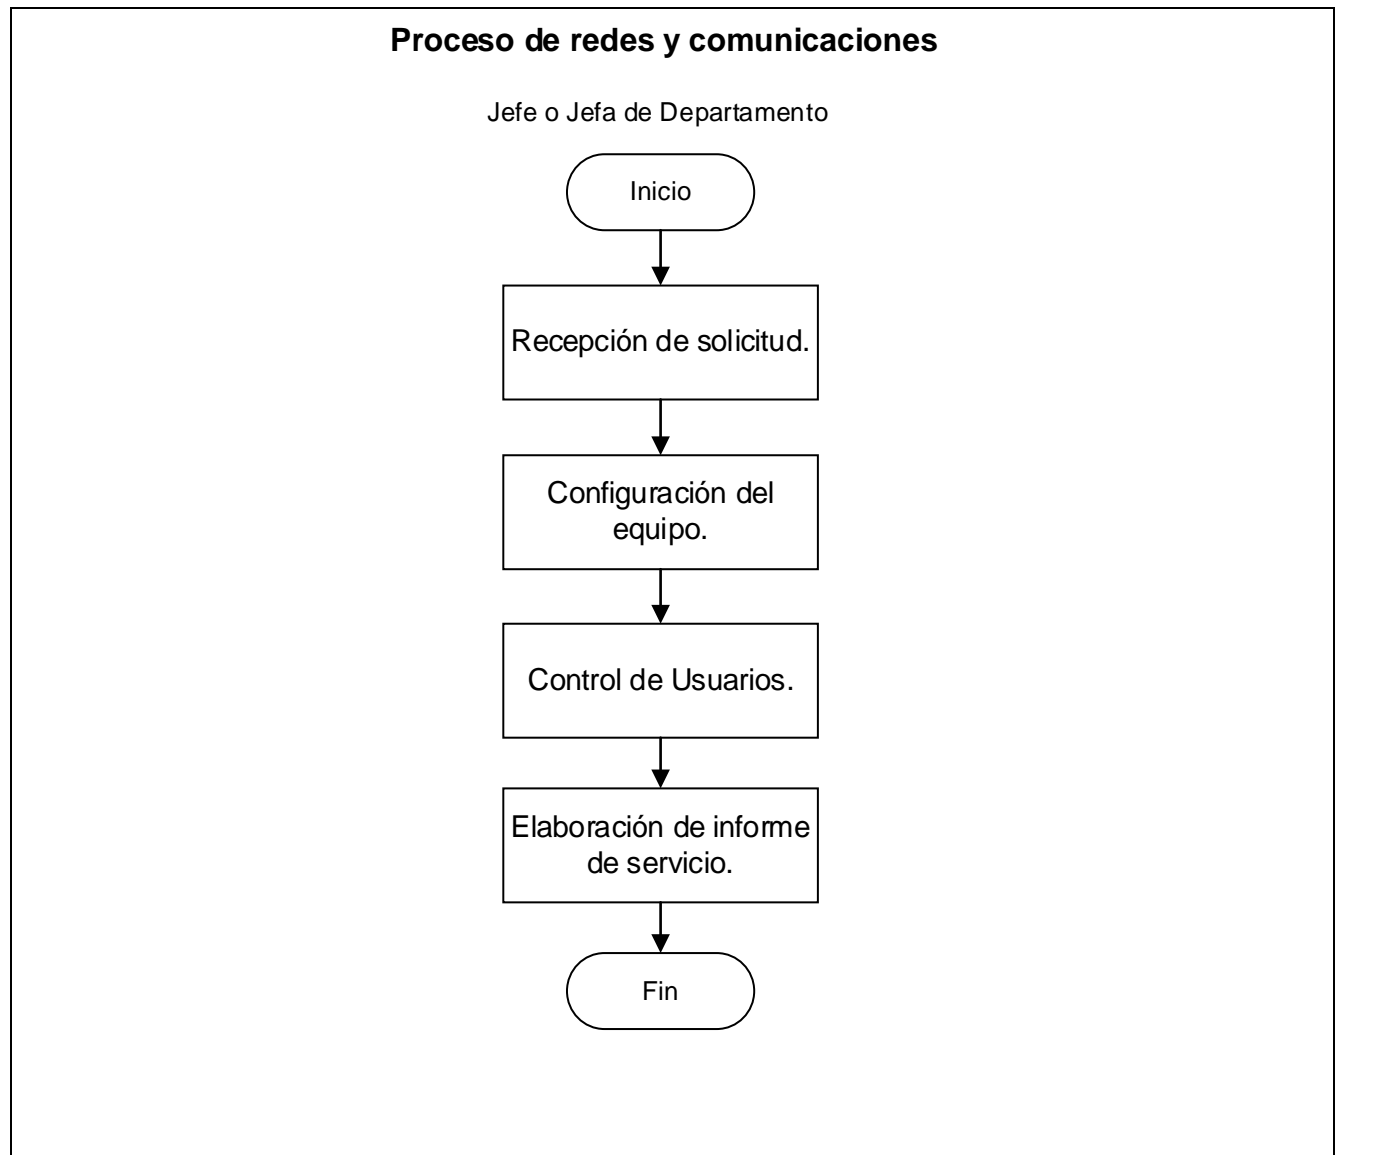 Proceso de redes y comunicaciones
Jefe o Jefa de Departamento
Inicio
Recepción de solicitud.
Configuración del
equipo.
Control de Usuarios.
Elaboración de informe
de servicio.
Fin